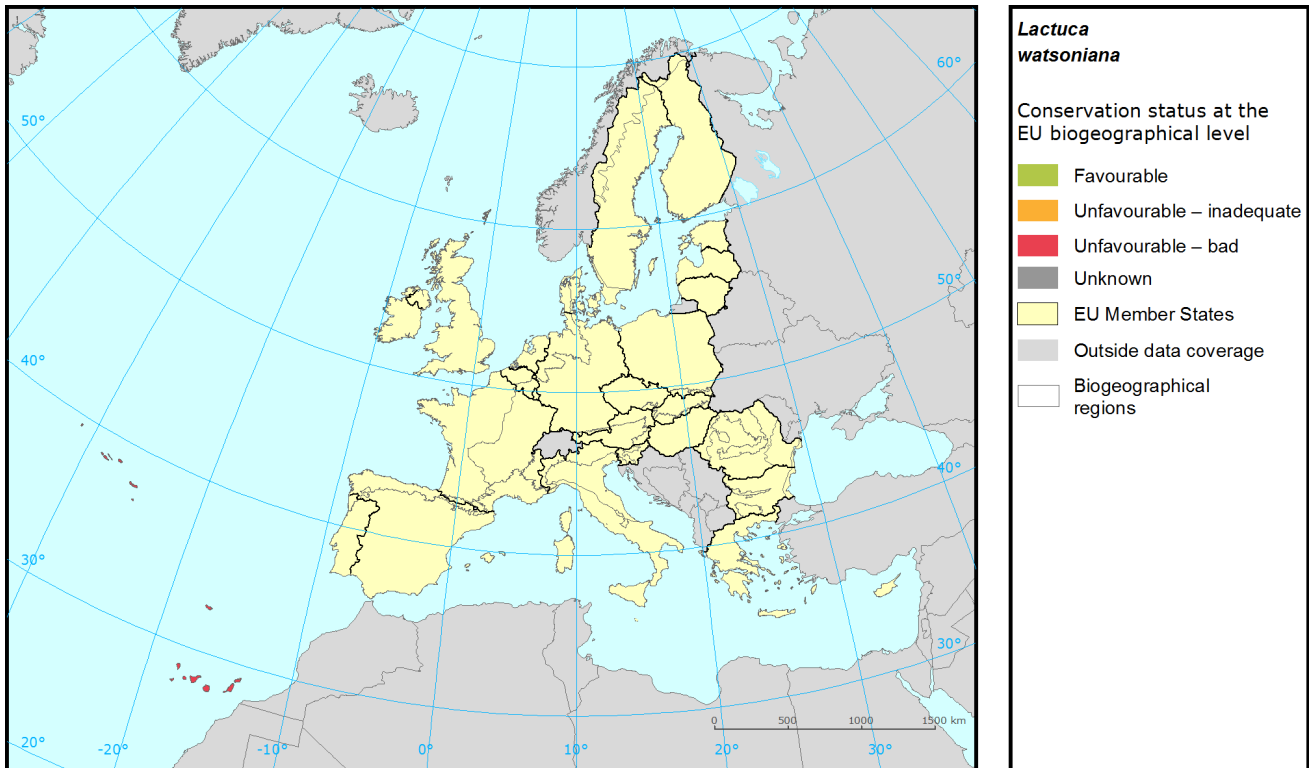 Lactuca
watsoniana
Conservation status at the
EU biogeographical level
Favourable
Unfavourable – inadequate
Unfavourable – bad
Unknown
EU Member States
Outside data coverage
Biogeographical
regions
60°
50°
50°
40°
40°
30°
30°
20°
-20°
-10°
0°
10°
20°
30°
0
500
1000
1500 km